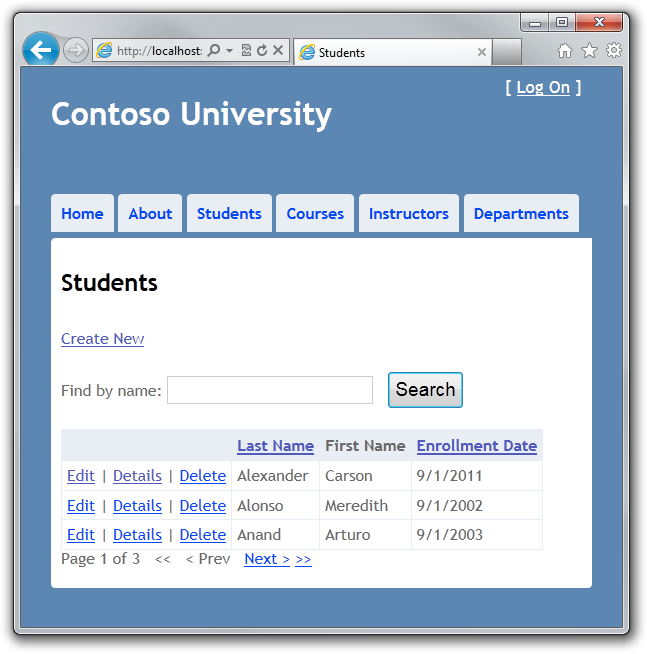 http://localhost:
Students
[ Log On ]
Contoso University
Home About Students Courses Instructors Departments
Students
Create New
Find by name: Search
Last Name First Name Enrollment Date
Edit | Details | Delete Alexander Carson 9/1/2011
Edit | Details | Delete Alonso Meredith 9/1/2002
Edit | Details | Delete Anand Arturo 9/1/2003
Page 1 of 3 << < Prev Next > >>